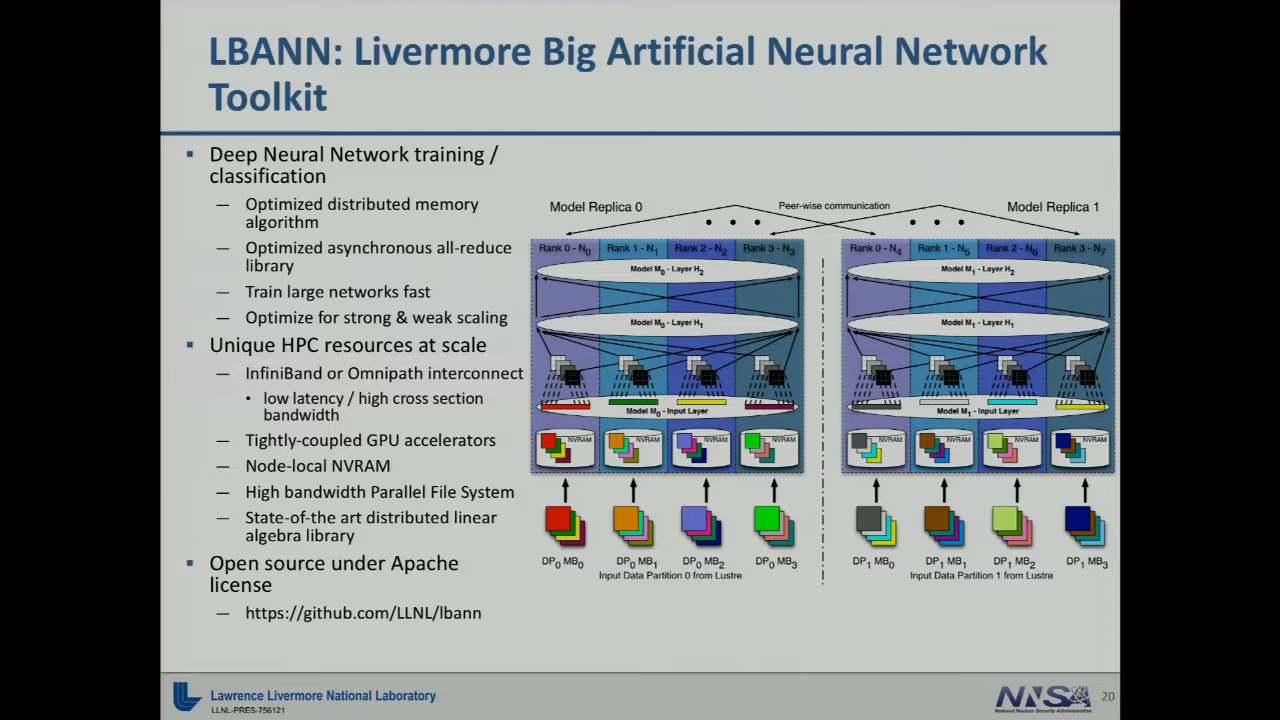 LBANN: Livermore Big Artificial Neural Network
Toolkit
▪ Deep Neural Network training /
classification
— Optimized distributed memory
algorithm
— Optimized asynchronous all-reduce
library
— Train large networks fast
— Optimize for strong & weak scaling
▪ Unique HPC resources at scale
— InfiniBand or Omnipath interconnect
• low latency / high cross section
bandwidth
— Tightly-coupled GPU accelerators
— Node-local NVRAM
— High bandwidth Parallel File System
— State-of-the art distributed linear
algebra library
▪ Open source under Apache
license
— https://github.com/LLNL/lbann
Model Replica 0
Peer-wise communication
Model Replica 1
Rank 0 - N0 Rank 1 - N1 Rank 2 - N2 Rank 3 - N3
Model M0 - Layer H2
Model M0 - Layer H1
Model M0 - Input Layer
NVRAM NVRAM NVRAM NVRAM
DP0 MB0 DP0 MB1 DP0 MB2 DP0 MB3
Input Data Partition 0 from Lustre
Rank 0 - N4 Rank 1 - N5 Rank 2 - N6 Rank 3 - N7
Model M1 - Layer H2
Model M1 - Layer H1
Model M1 - Input Layer
NVRAM NVRAM NVRAM NVRAM
DP1 MB0 DP1 MB1 DP1 MB2 DP1 MB3
Input Data Partition 1 from Lustre
Lawrence Livermore National Laboratory
LLNL-PRES-756121
NNSA
National Nuclear Security Administration
20